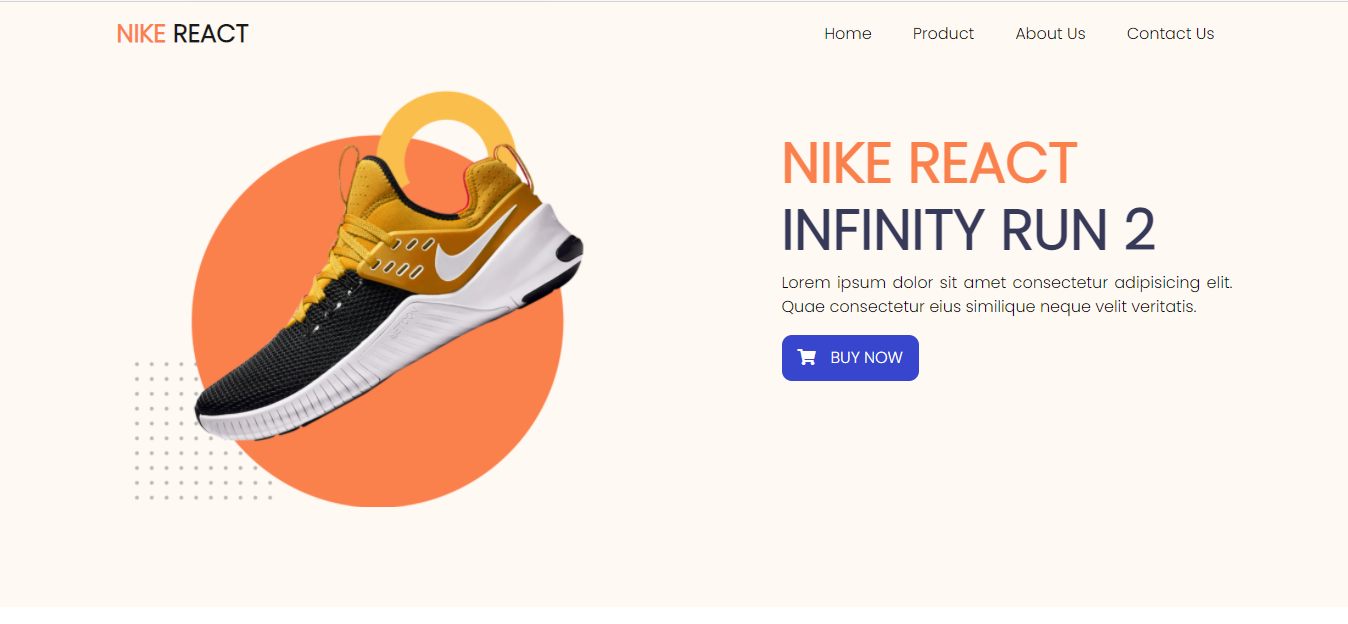 NIKE REACT
Home Product About Us Contact Us
NIKE REACT
INFINITY RUN 2
Lorem ipsum dolor sit amet consectetur adipisicing elit.
Quae consectetur eius similique neque velit veritatis.
BUY NOW